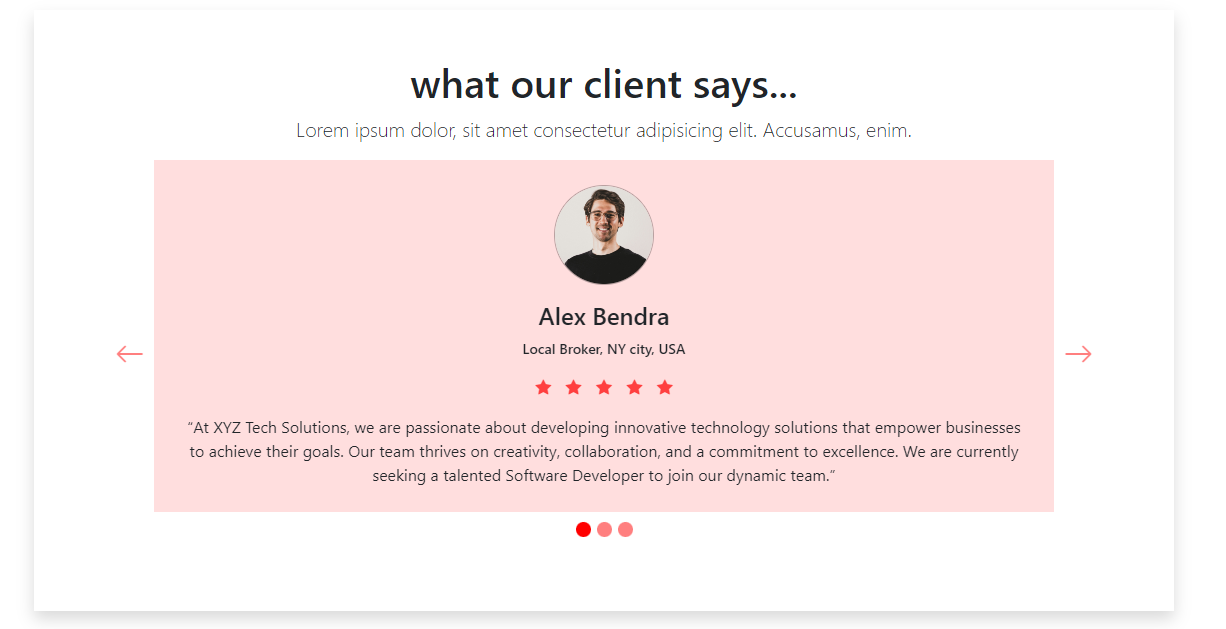 what our client says...
Lorem ipsum dolor, sit amet consectetur adipisicing elit. Accusamus, enim.
Alex Bendra
Local Broker, NY city, USA
“At XYZ Tech Solutions, we are passionate about developing innovative technology solutions that empower businesses
to achieve their goals. Our team thrives on creativity, collaboration, and a commitment to excellence. We are currently
seeking a talented Software Developer to join our dynamic team.”